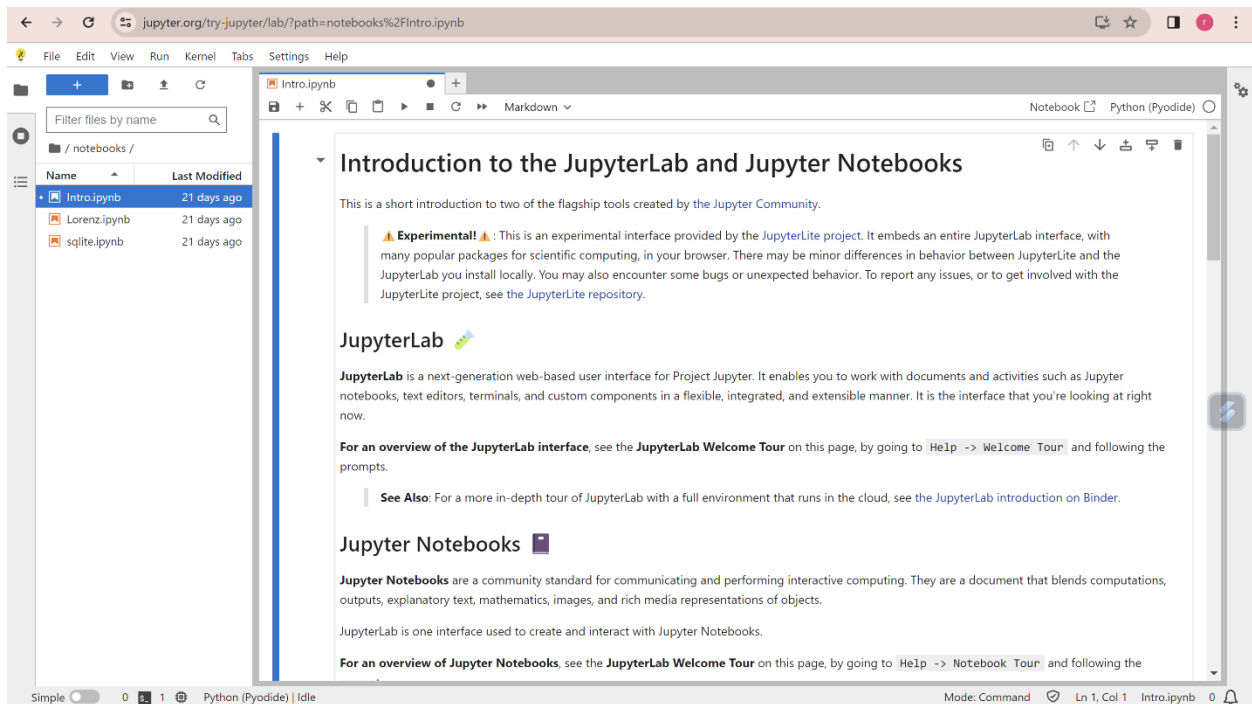 jupyter.org/try-jupyter/lab/?path=notebooks%2FIntro.ipynb
r
File Edit View Run Kernel Tabs Settings Help
+
Filter files by name
/ notebooks /
Name Last Modified
Intro.ipynb 21 days ago
Lorenz.ipynb 21 days ago
sqlite.ipynb 21 days ago
Intro.ipynb
Markdown
Notebook Python (Pyodide)
Introduction to the JupyterLab and Jupyter Notebooks
This is a short introduction to two of the flagship tools created by the Jupyter Community.
⚠️Experimental!⚠️: This is an experimental interface provided by the JupyterLite project. It embeds an entire JupyterLab interface, with
many popular packages for scientific computing, in your browser. There may be minor differences in behavior between JupyterLite and the
JupyterLab you install locally. You may also encounter some bugs or unexpected behavior. To report any issues, or to get involved with the
JupyterLite project, see the JupyterLite repository.
JupyterLab 🧪
JupyterLab is a next-generation web-based user interface for Project Jupyter. It enables you to work with documents and activities such as Jupyter
notebooks, text editors, terminals, and custom components in a flexible, integrated, and extensible manner. It is the interface that you're looking at right
now.
For an overview of the JupyterLab interface, see the JupyterLab Welcome Tour on this page, by going to Help -> Welcome Tour and following the
prompts.
See Also: For a more in-depth tour of JupyterLab with a full environment that runs in the cloud, see the JupyterLab introduction on Binder.
Jupyter Notebooks 📓
Jupyter Notebooks are a community standard for communicating and performing interactive computing. They are a document that blends computations,
outputs, explanatory text, mathematics, images, and rich media representations of objects.
JupyterLab is one interface used to create and interact with Jupyter Notebooks.
For an overview of Jupyter Notebooks, see the JupyterLab Welcome Tour on this page, by going to Help -> Notebook Tour and following the
Simple 0 1 Python (Pyodide) | Idle
Mode: Command Ln 1, Col 1 Intro.ipynb 0